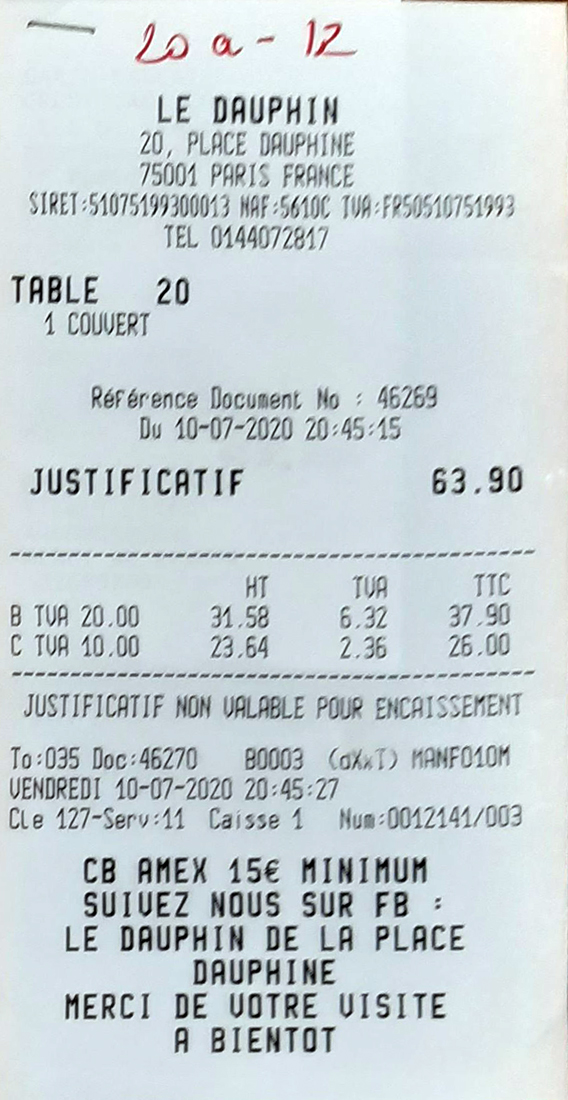 20 a - 12
LE DAUPHIN
20, PLACE DAUPHINE
75001 PARIS FRANCE
SIRET:51075199300013 NAF:5610C TVA:FR50510751993
TEL 0144072817
TABLE 20
1 COUVERT
Référence Document No : 46269
Du 10-07-2020 20:45:15
JUSTIFICATIF 63.90
HT TVA TTC
B TVA 20.00 31.58 6.32 37.90
C TVA 10.00 23.64 2.36 26.00
JUSTIFICATIF NON VALABLE POUR ENCAISSEMENT
To:035 Doc:46270 B0003 (aXxT) MANF010M
VENDREDI 10-07-2020 20:45:27
Cle 127-Serv:11 Caisse 1 Num:0012141/003
CB AMEX 15€ MINIMUM
SUIVEZ NOUS SUR FB :
LE DAUPHIN DE LA PLACE
DAUPHINE
MERCI DE VOTRE VISITE
A BIENTOT